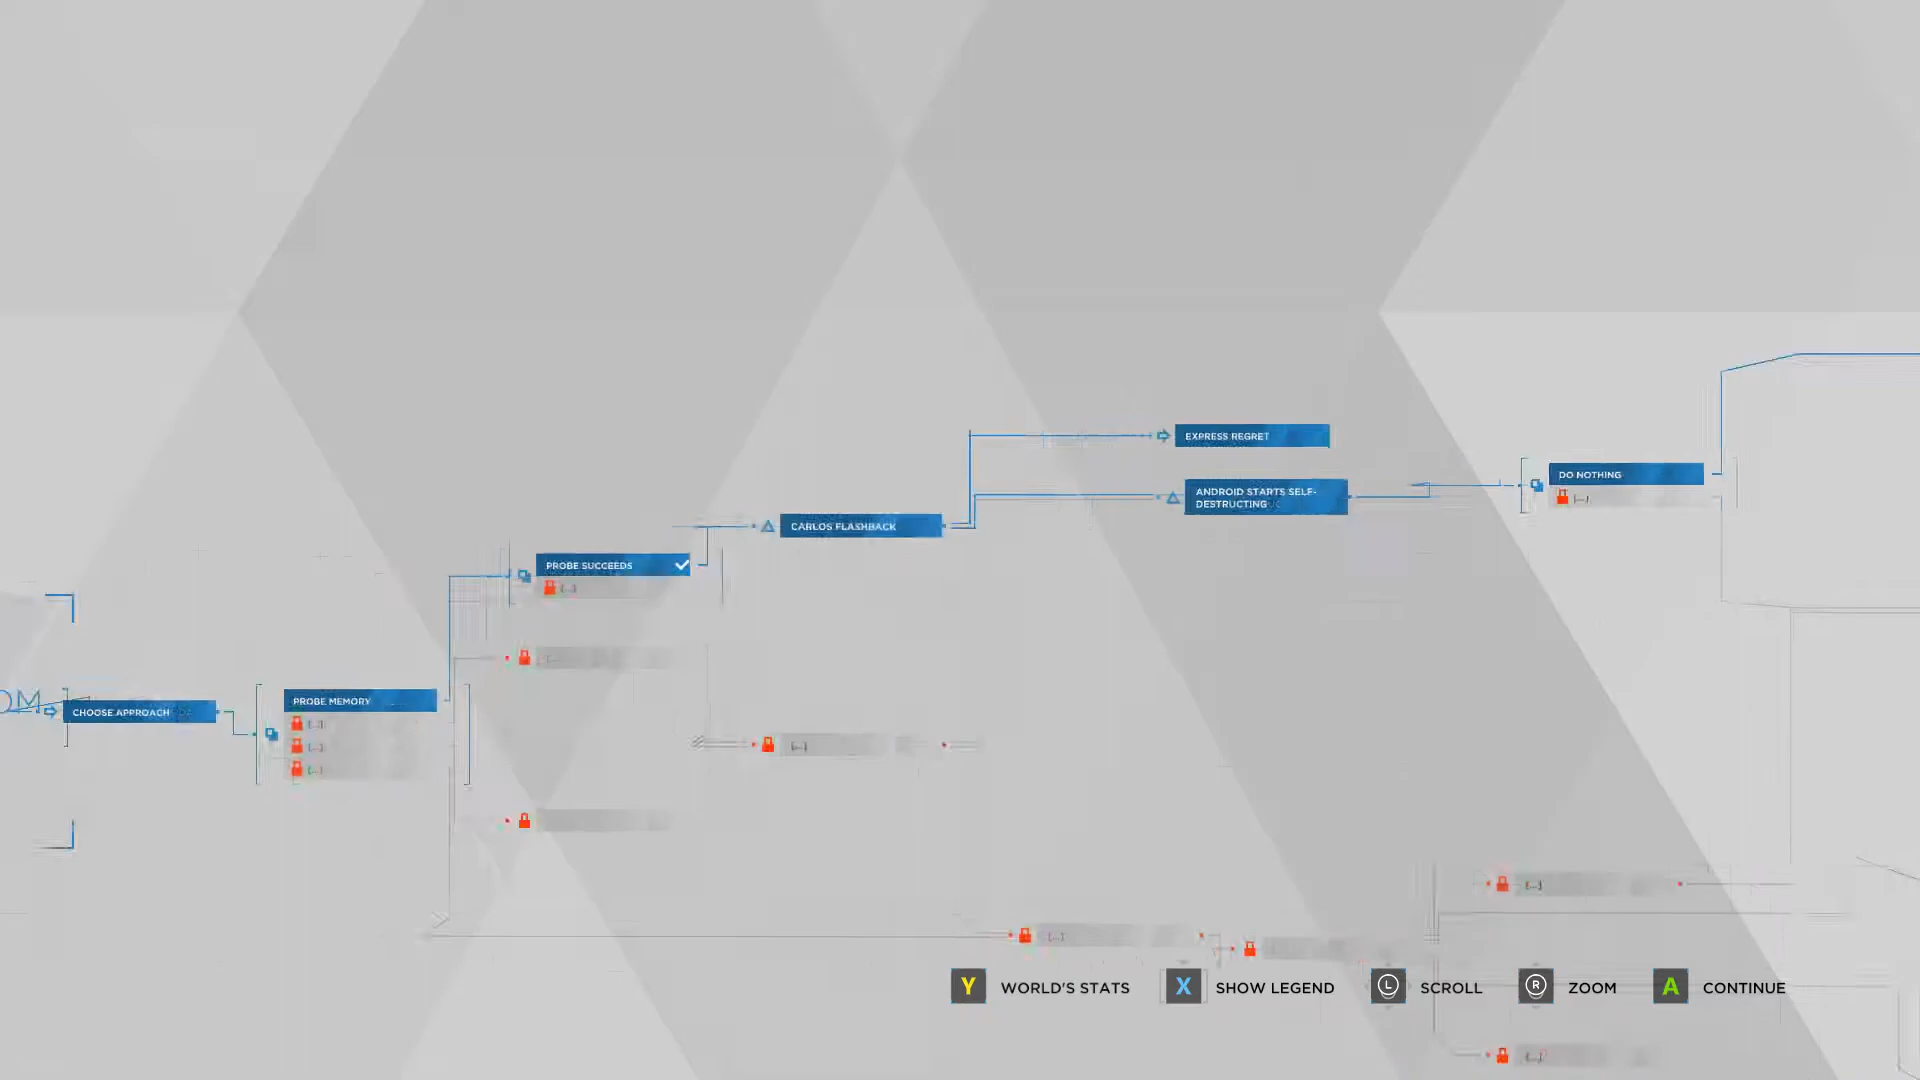 EXPRESS REGRET
DO NOTHING
[...]
ANDROID STARTS SELF-
DESTRUCTING
CARLOS FLASHBACK
PROBE SUCCEEDS
[...]
OM
CHOOSE APPROACH
PROBE MEMORY
[...]
[...]
[...]
[...]
[...]
[...]
[...]
Y WORLD'S STATS X SHOW LEGEND L SCROLL R ZOOM A CONTINUE